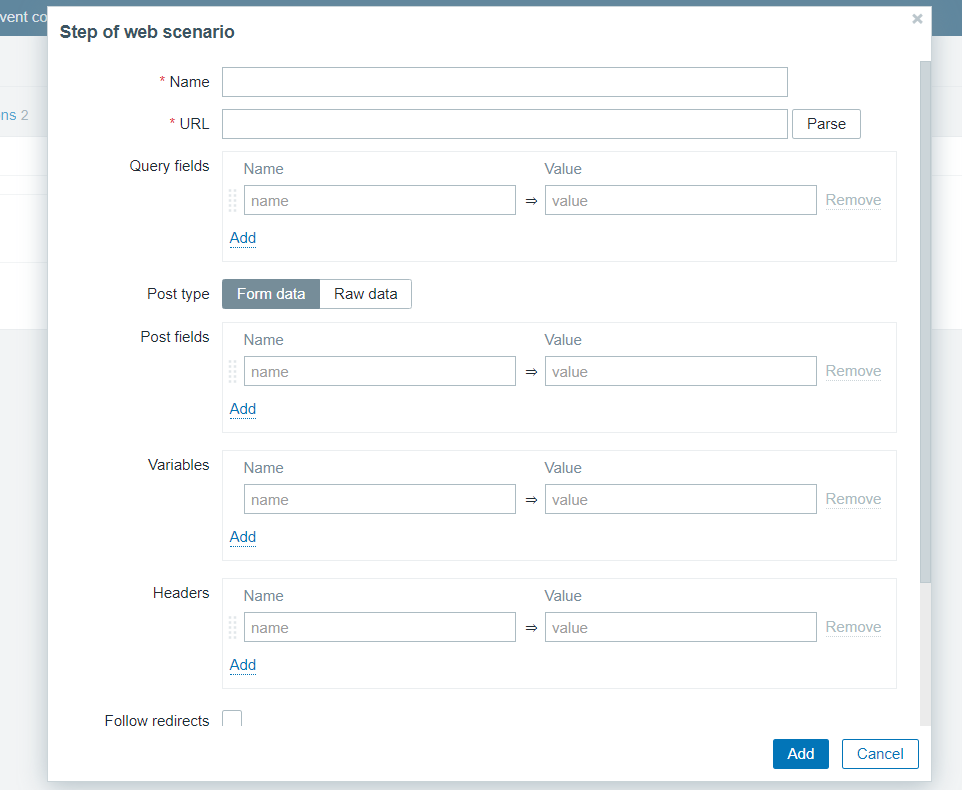 vent co
Step of web scenario
* Name
* URL
Parse
ns 2
Query fields
Name Value
name ⇒ value Remove
Add
Post type Form data Raw data
Post fields
Name Value
name ⇒ value Remove
Add
Variables
Name Value
name ⇒ value Remove
Add
Headers
Name Value
name ⇒ value Remove
Add
Follow redirects
Add Cancel